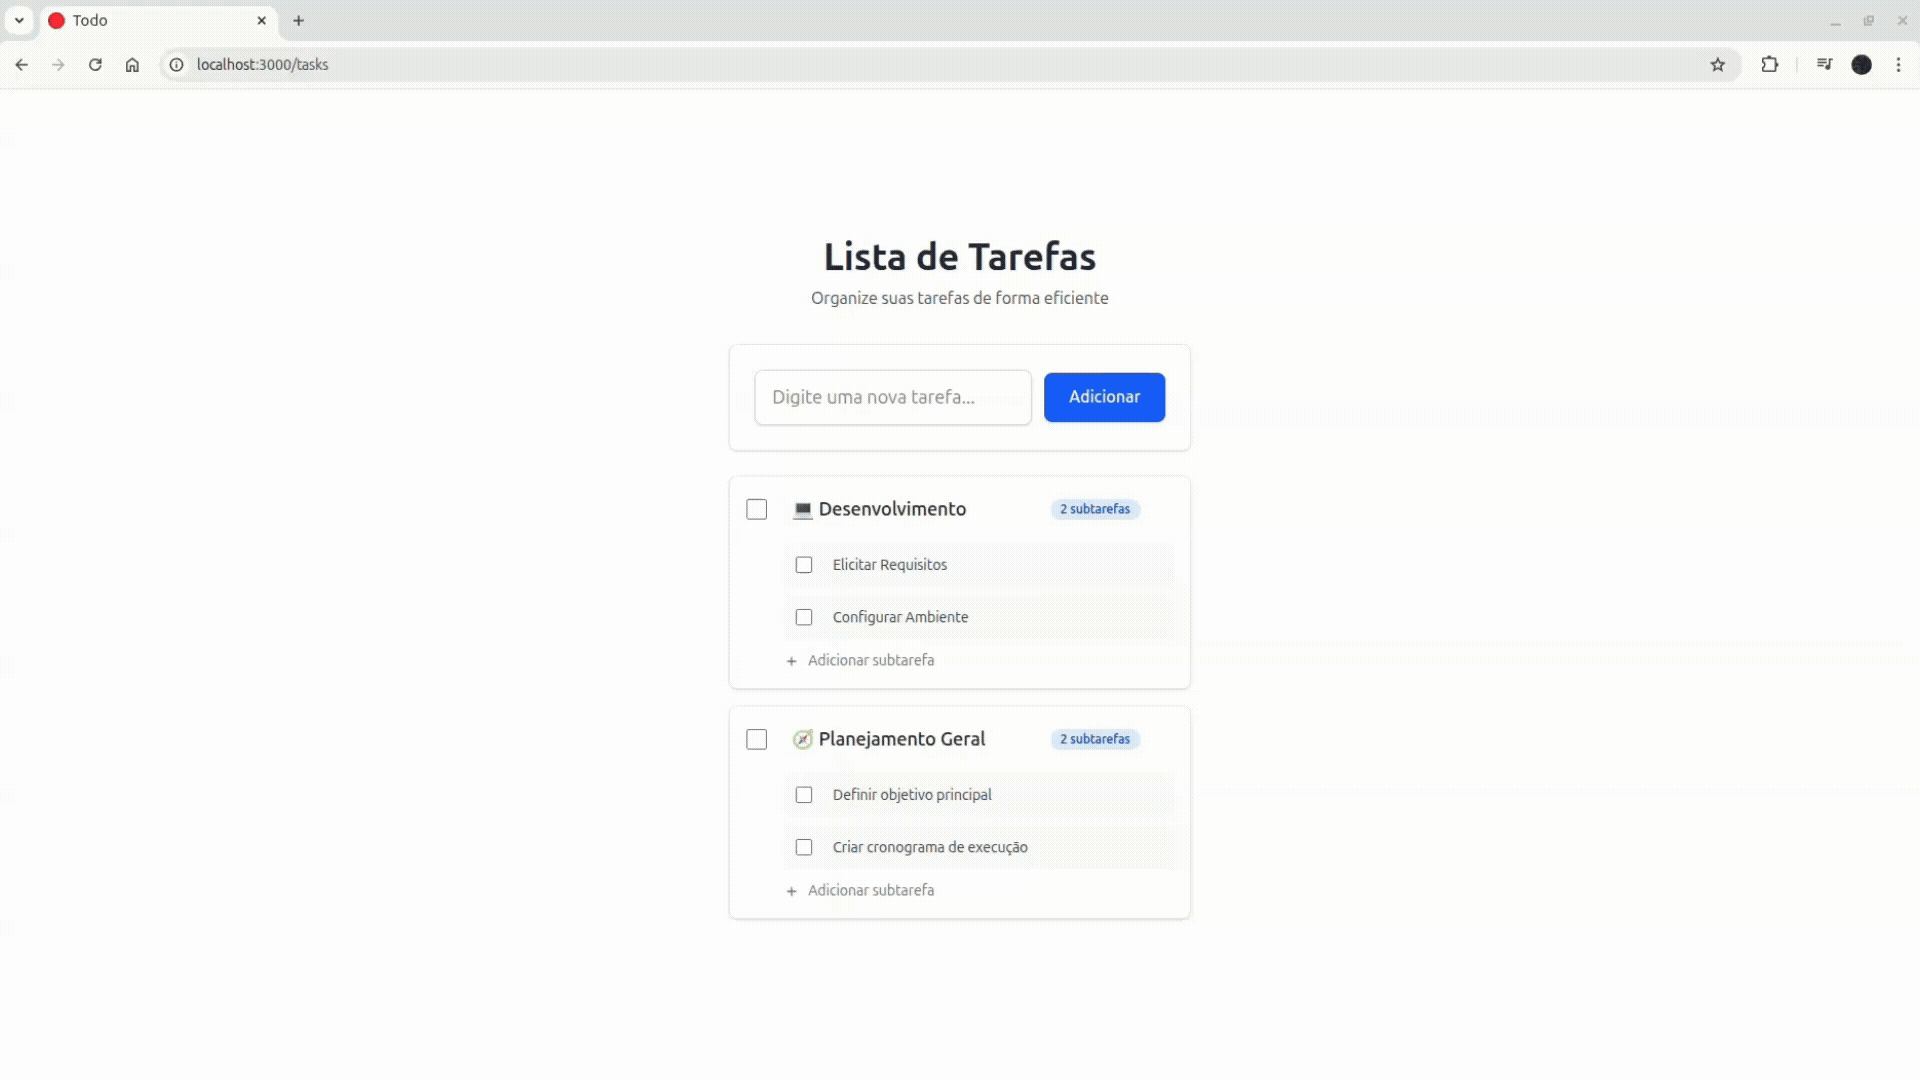 Todo
localhost:3000/tasks
Lista de Tarefas
Organize suas tarefas de forma eficiente
Digite uma nova tarefa...
Adicionar
Desenvolvimento
2 subtarefas
Elicitar Requisitos
Configurar Ambiente
+ Adicionar subtarefa
Planejamento Geral
2 subtarefas
Definir objetivo principal
Criar cronograma de execução
+ Adicionar subtarefa